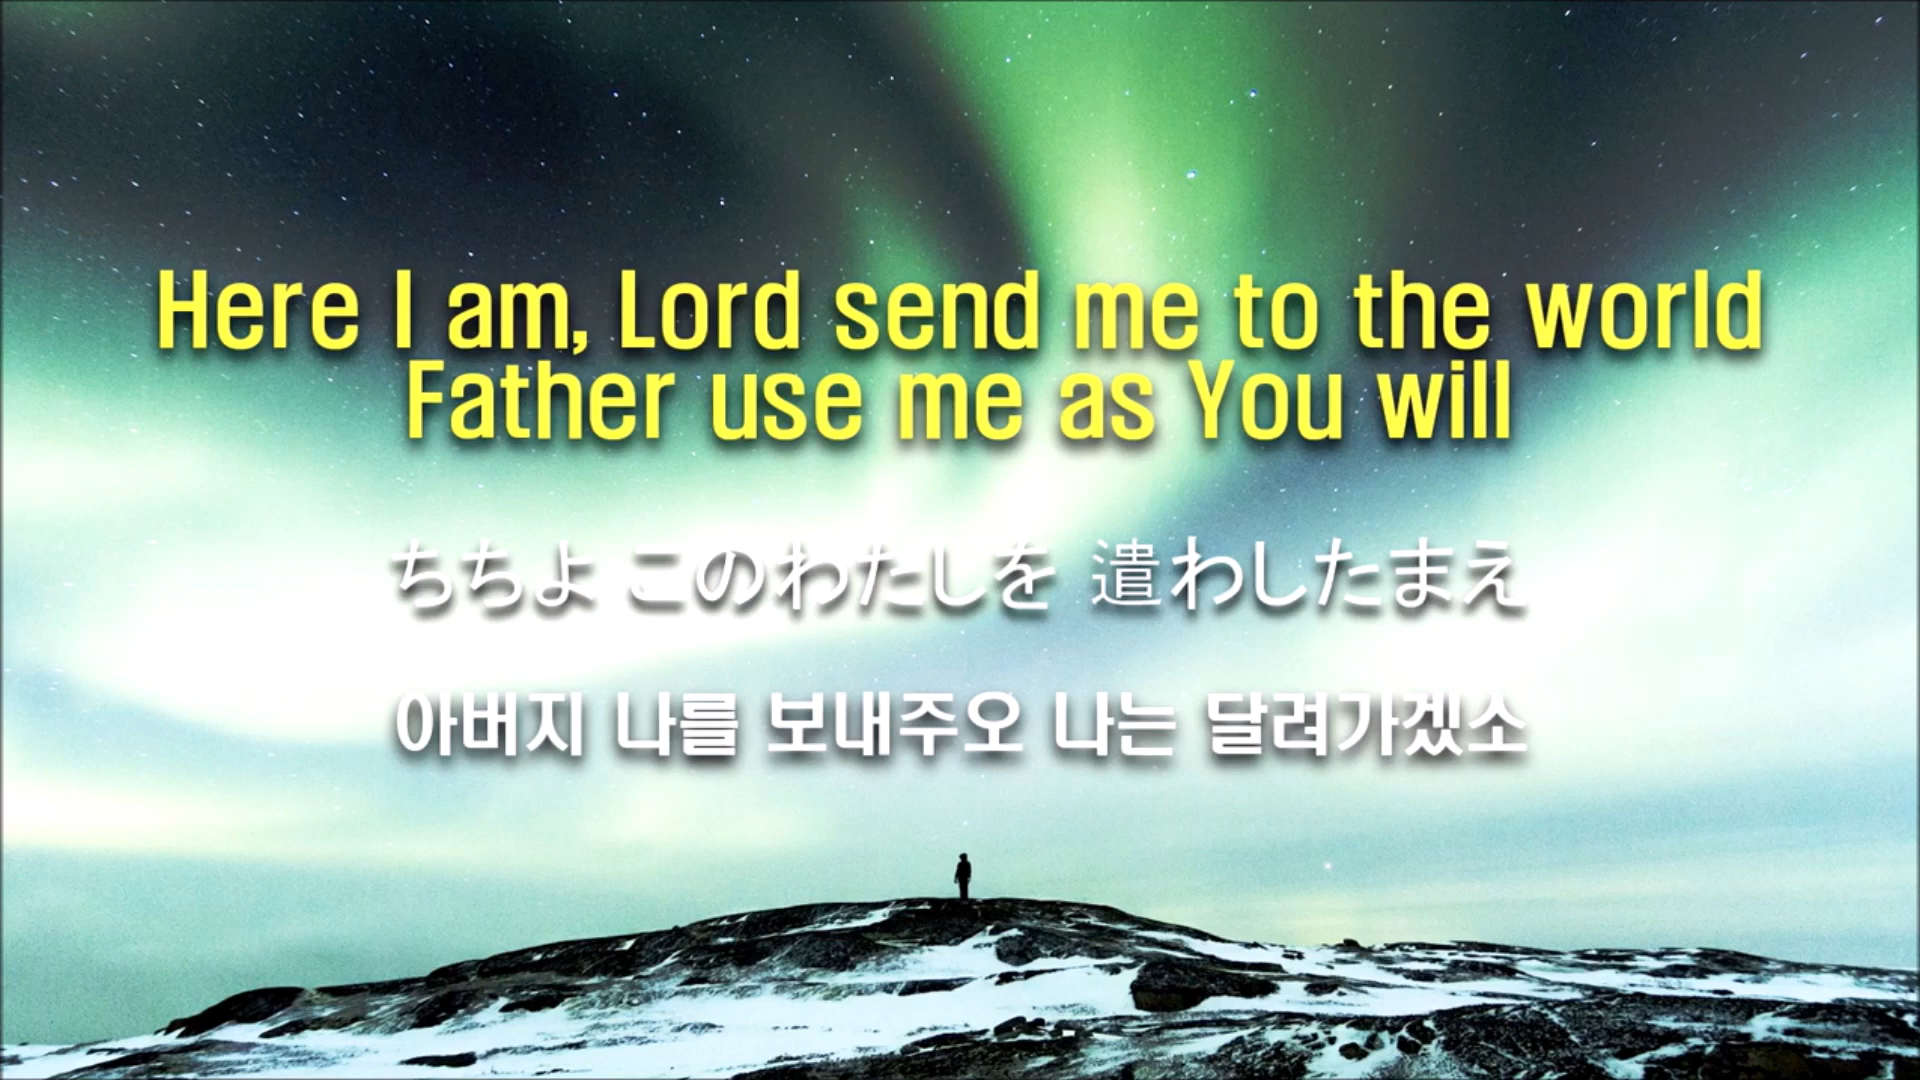 Here I am, Lord send me to the world
Father use me as You will
ちちよ このわたしを 遣わしたまえ
아버지 나를 보내주오 나는 달려가겠소